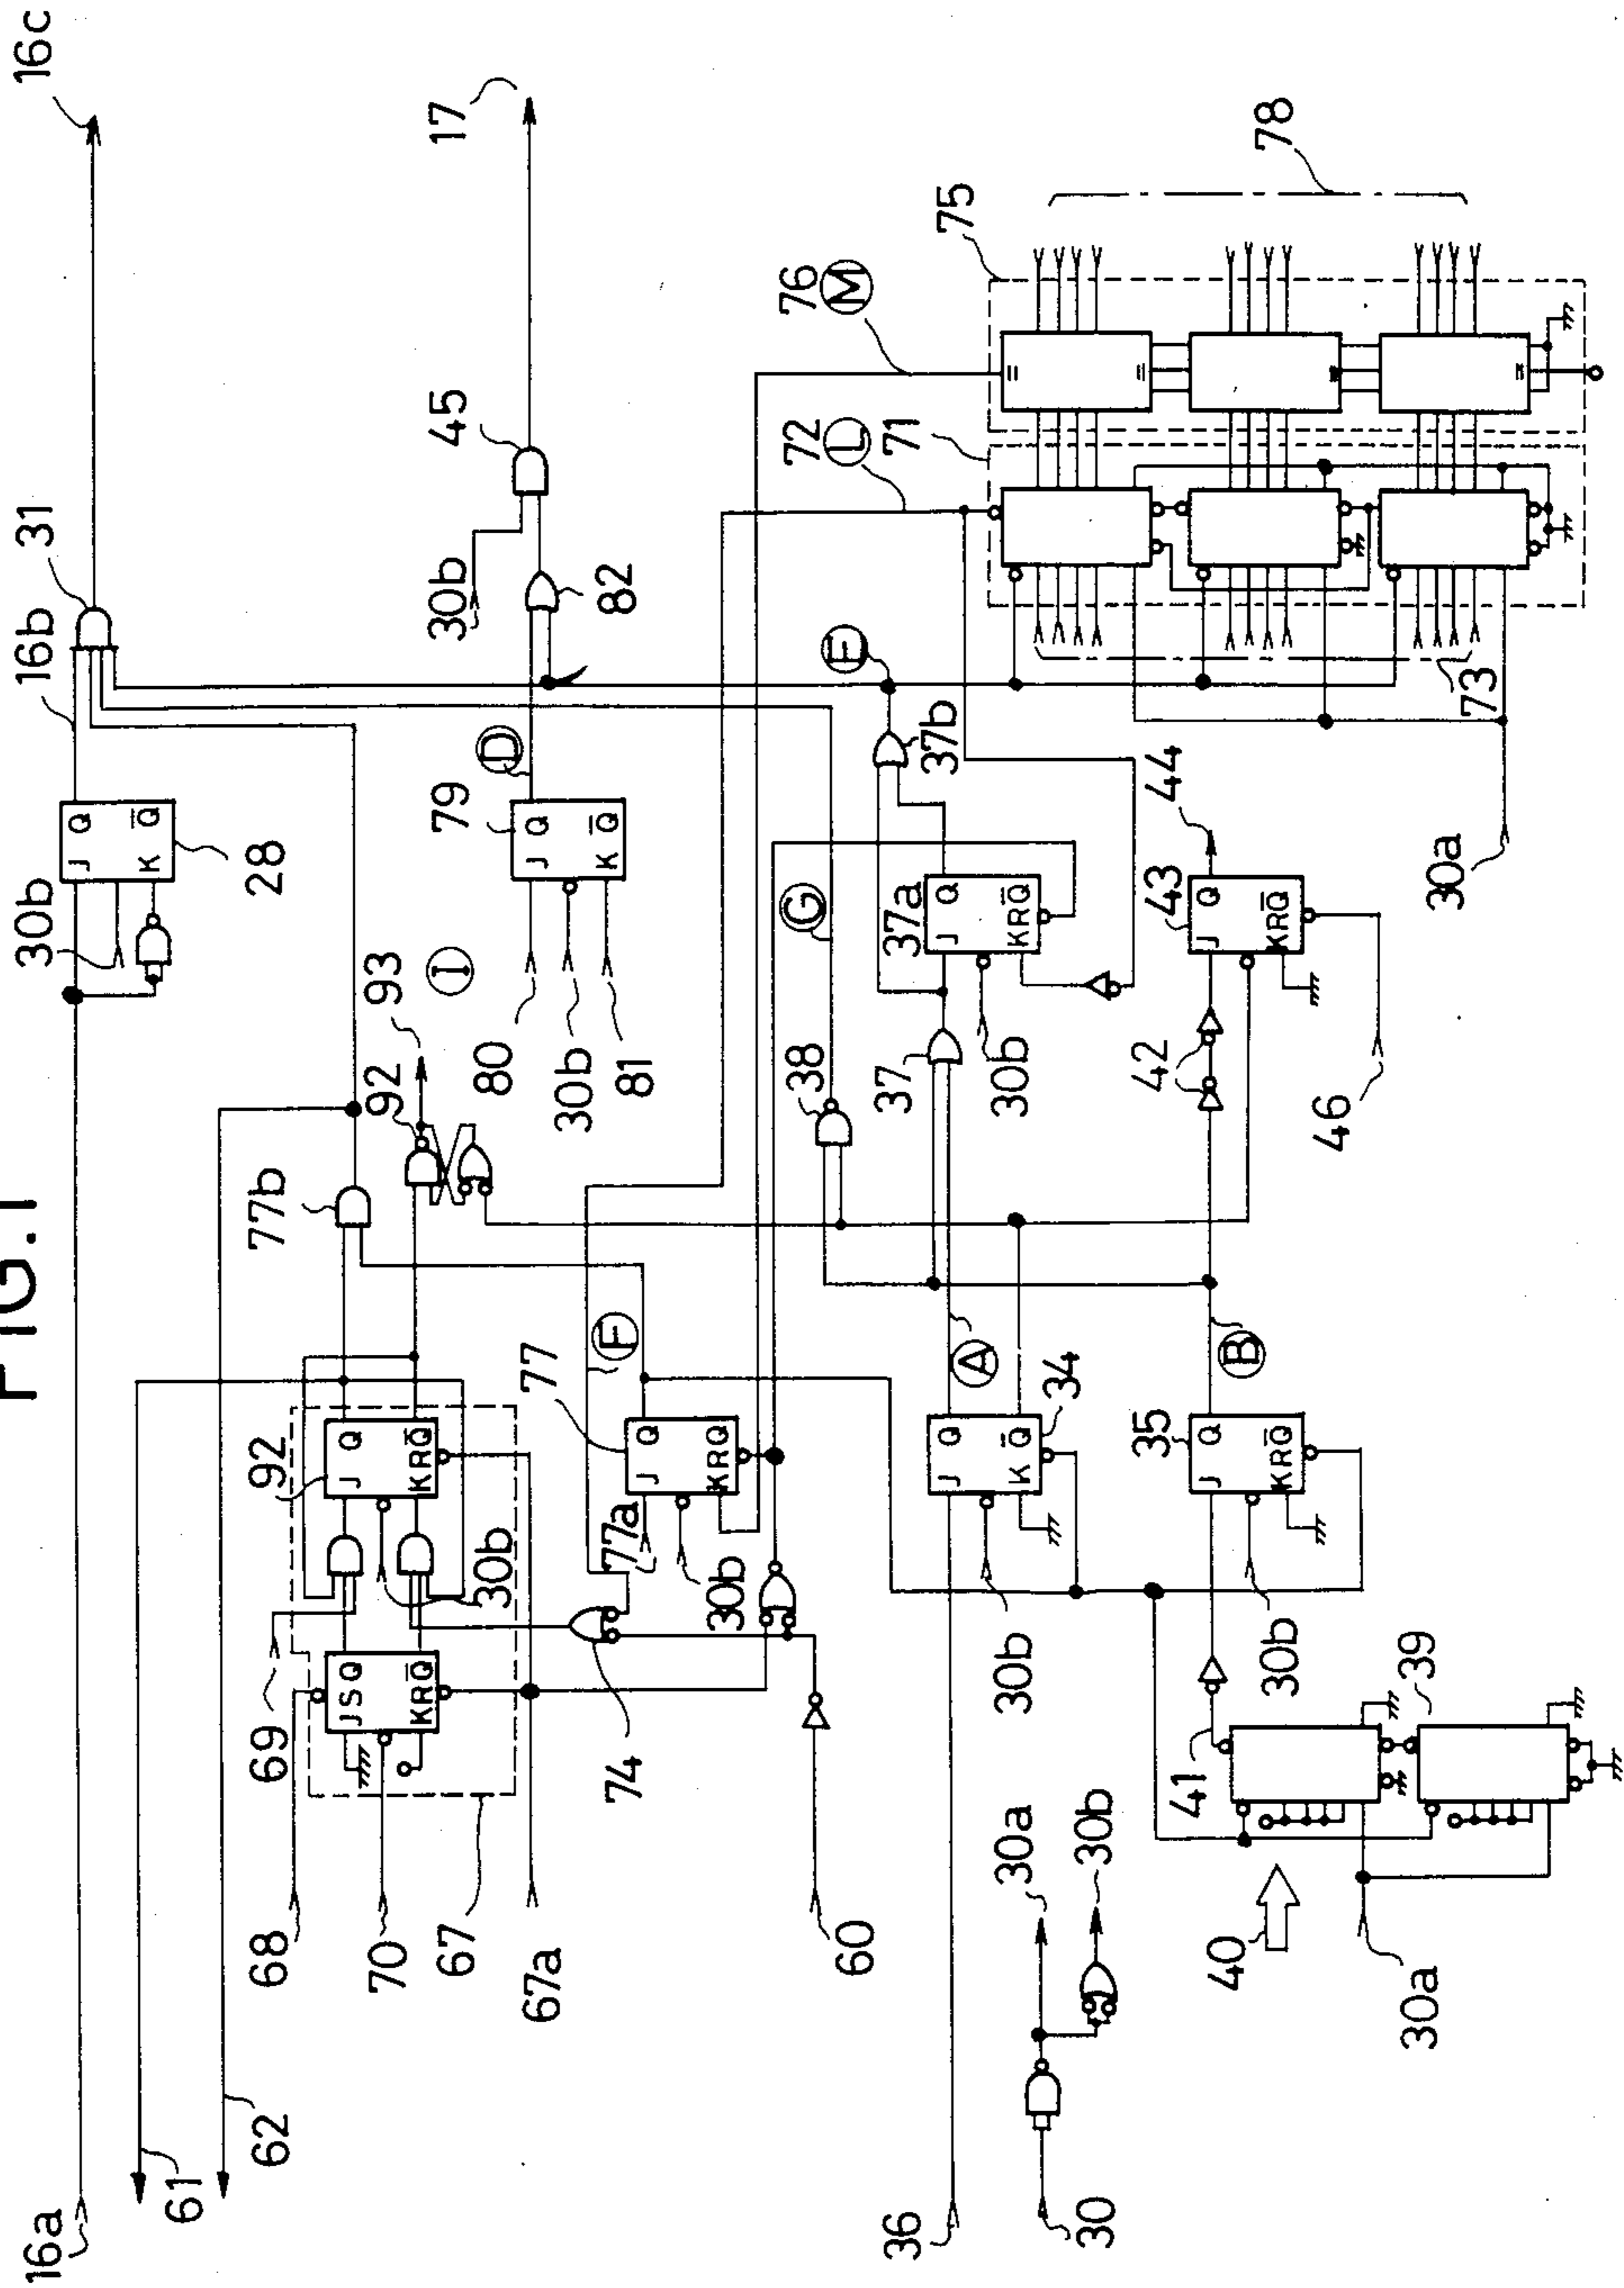 FIG.1
16a
30b
J Q
K Q̅
28
16b
31
16c
61
62
68
69
92
77b
92
93
I
J S Q
K R Q̅
J Q
K R Q̅
30b
70
67
67a
74
60
77a
77
J Q
K R Q
30b
F
80
30b
81
79
J Q
K Q̅
D
30b
82
45
17
36
30b
J Q
K Q̅
34
A
38
G
37
37a
J Q
K R Q̅
30b
37b
E
30
30a
30b
40
30a
41
39
30b
35
J Q
K R Q̅
B
42
43
J Q
K R Q̅
44
46
30a
73
72
L
71
76
M
=
=
=
=
75
78